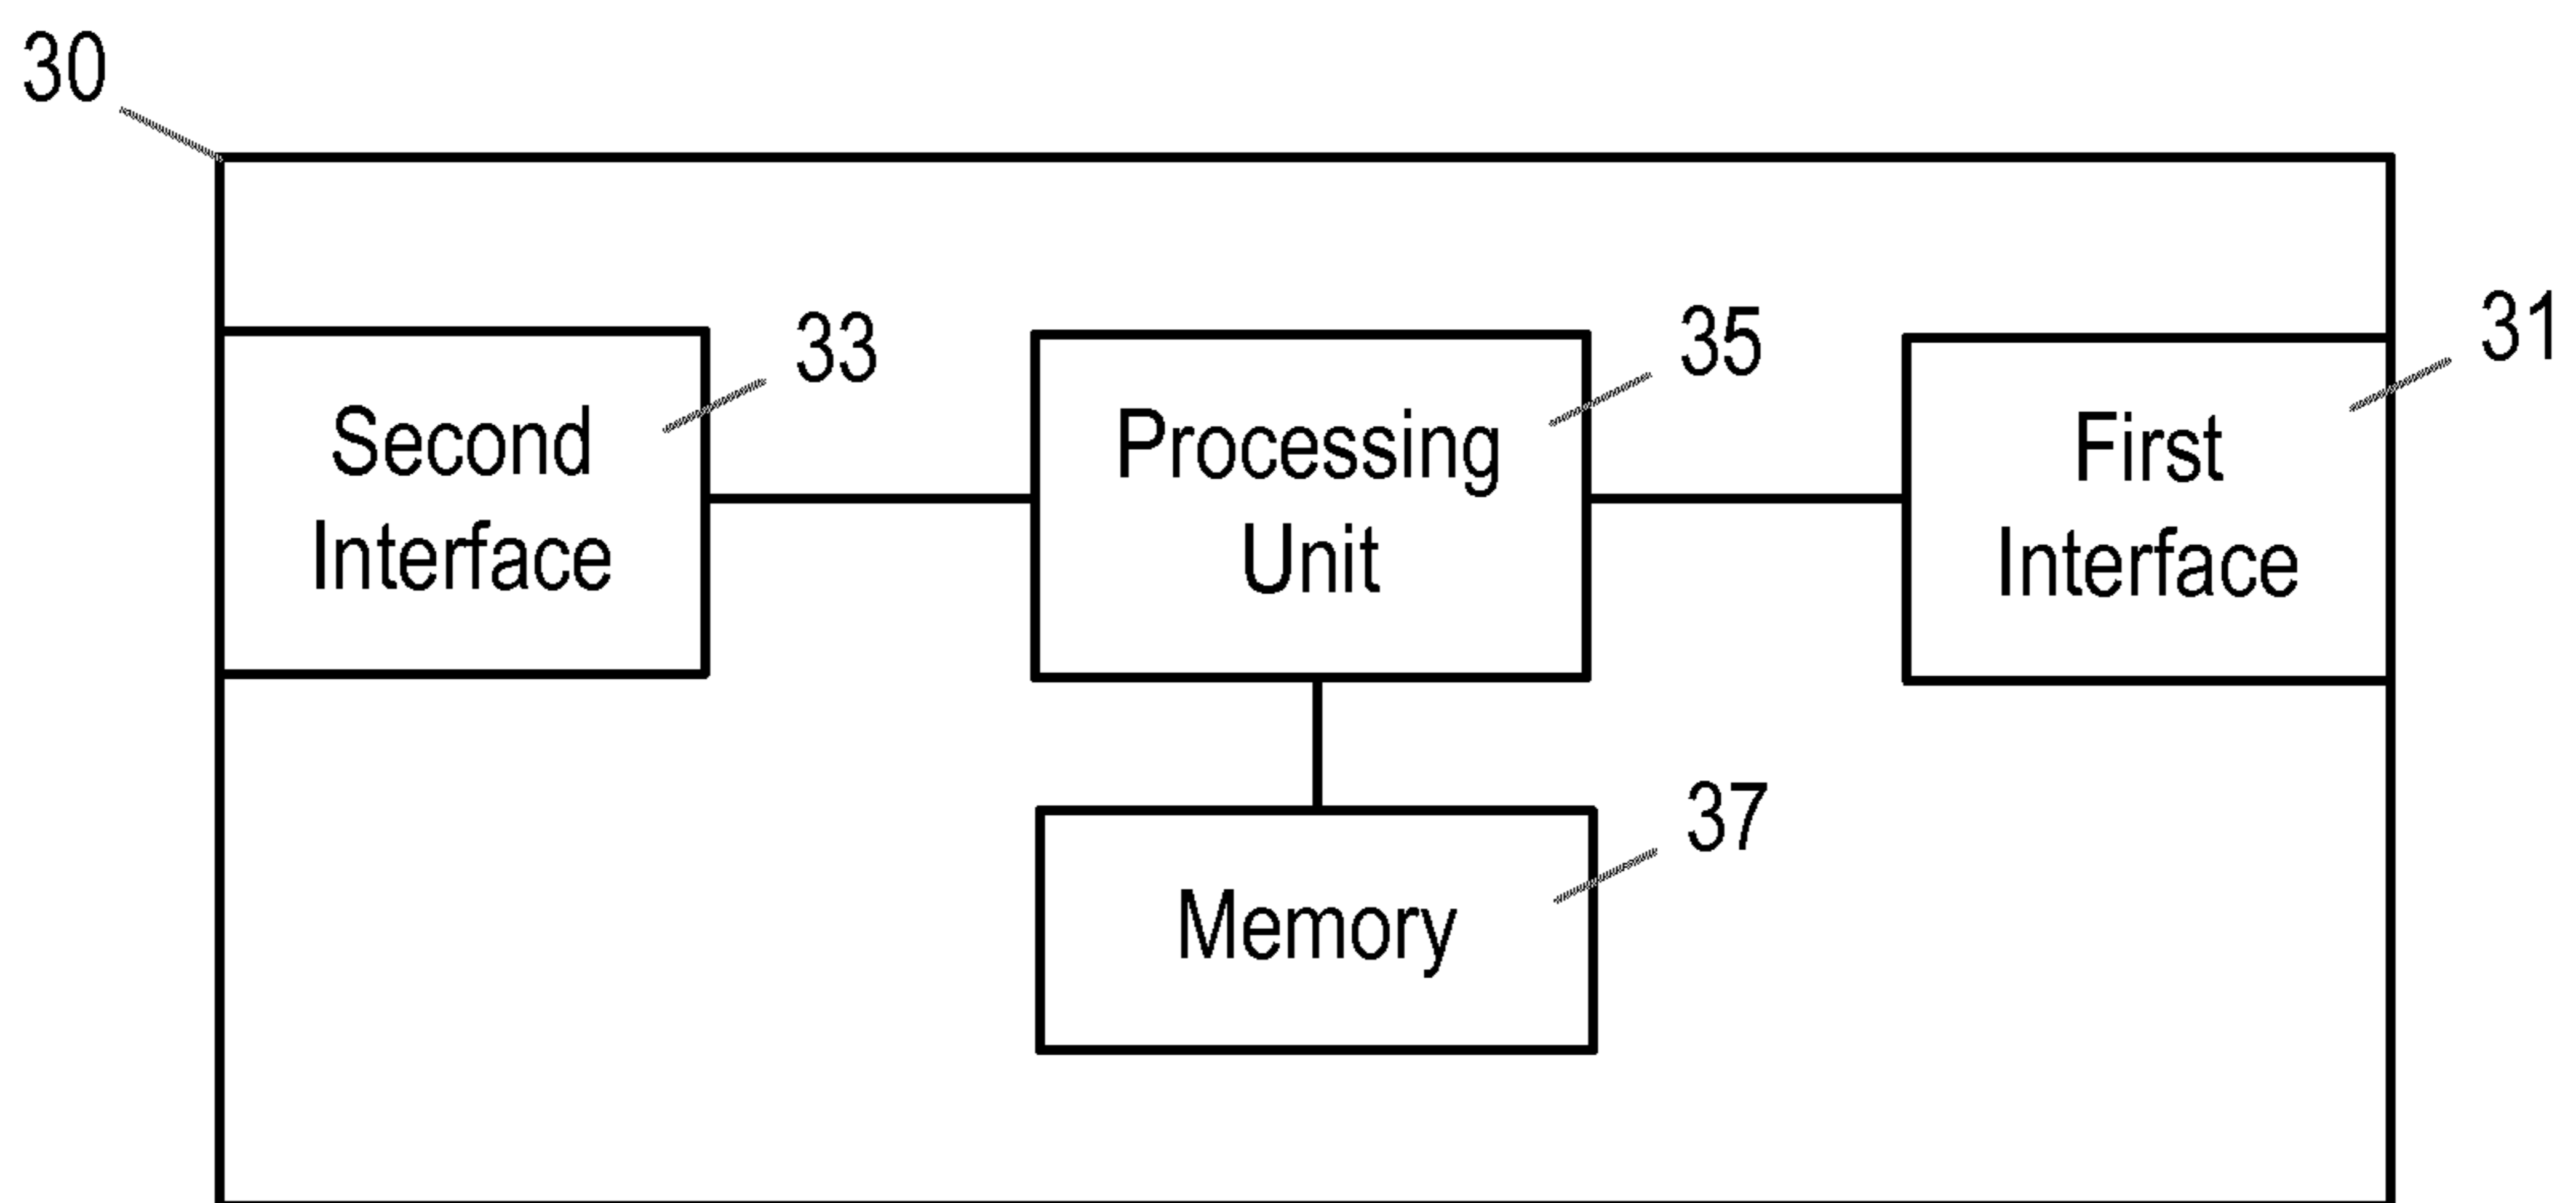 30
33
35
31
Second
Interface
Processing
Unit
First
Interface
37
Memory